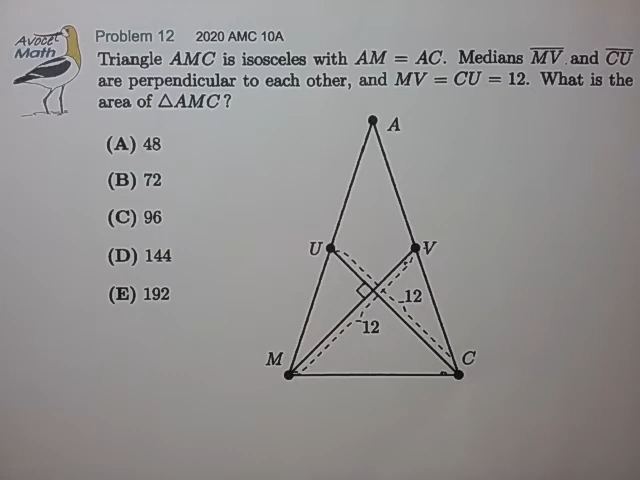 Avocet
Math
Problem 12 2020 AMC 10A
Triangle AMC is isosceles with AM = AC. Medians MV and CU
are perpendicular to each other, and MV = CU = 12. What is the
area of △AMC?
(A) 48
(B) 72
(C) 96
(D) 144
(E) 192
A
U
V
12
12
M
C